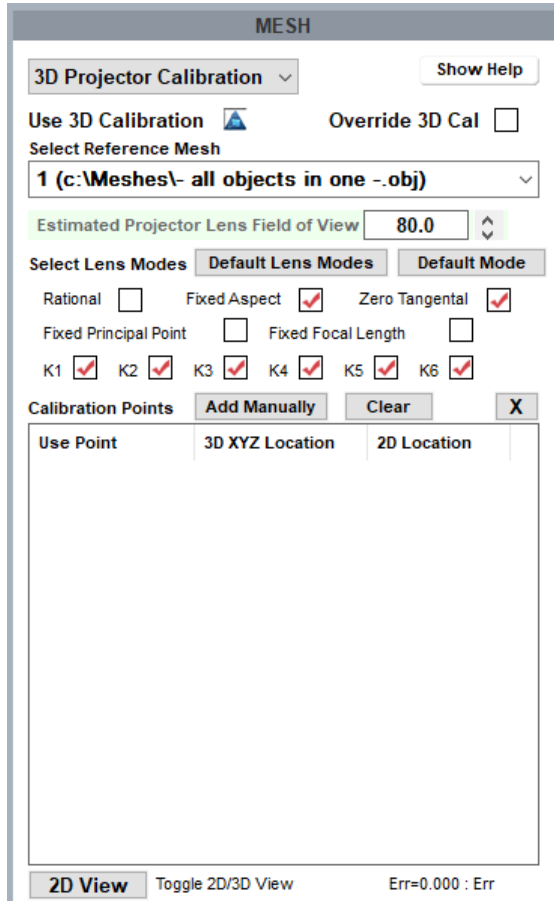 MESH
3D Projector Calibration Show Help
Use 3D Calibration Override 3D Cal
Select Reference Mesh
1 (c:\Meshes\- all objects in one -.obj)
Estimated Projector Lens Field of View 80.0
Select Lens Modes Default Lens Modes Default Mode
Rational Fixed Aspect Zero Tangental
Fixed Principal Point Fixed Focal Length
K1 K2 K3 K4 K5 K6
Calibration Points Add Manually Clear X
Use Point 3D XYZ Location 2D Location
2D View Toggle 2D/3D View Err=0.000 : Err